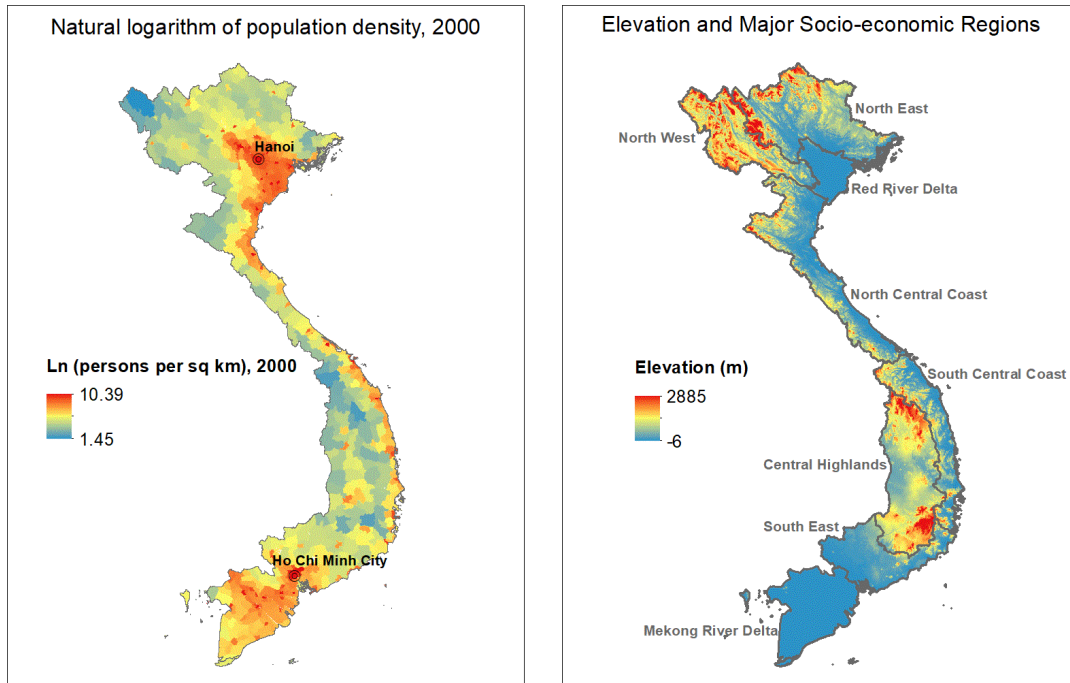 Natural logarithm of population density, 2000
Hanoi
Ln (persons per sq km), 2000
10.39
1.45
Ho Chi Minh City
Elevation and Major Socio-economic Regions
North East
North West
Red River Delta
North Central Coast
Elevation (m)
2885
-6
South Central Coast
Central Highlands
South East
Mekong River Delta